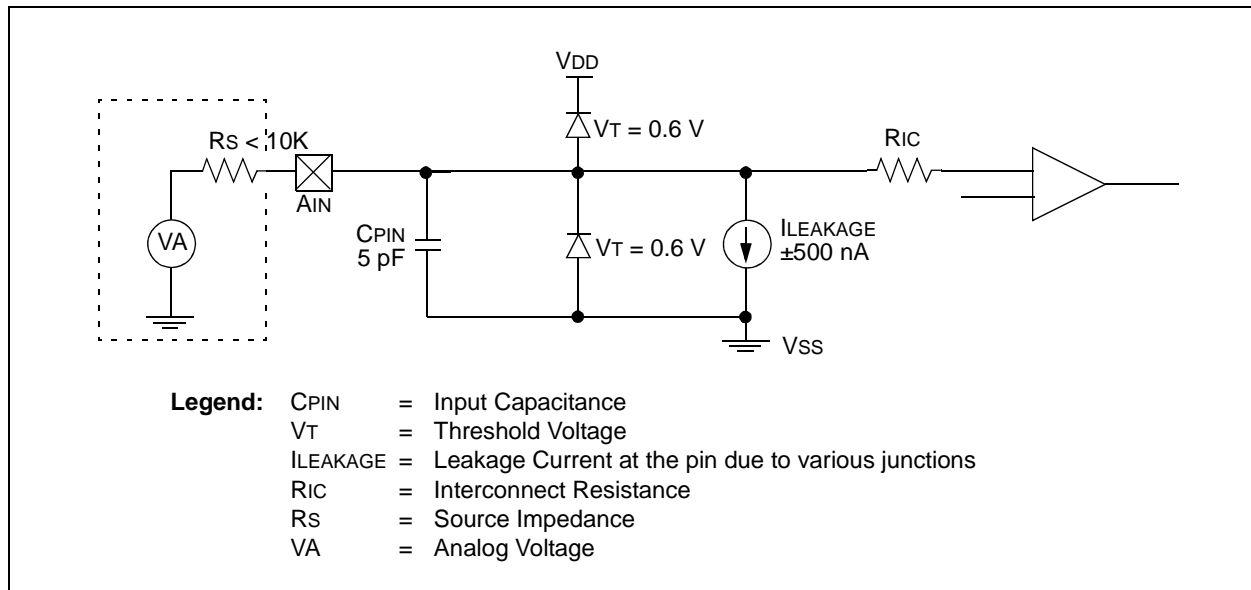 VDD
VT = 0.6 V
RS < 10K
RIC
AIN
VA
CPIN
5 pF
VT = 0.6 V
ILEAKAGE
±500 nA
VSS
Legend: CPIN = Input Capacitance
VT = Threshold Voltage
ILEAKAGE = Leakage Current at the pin due to various junctions
RIC = Interconnect Resistance
RS = Source Impedance
VA = Analog Voltage